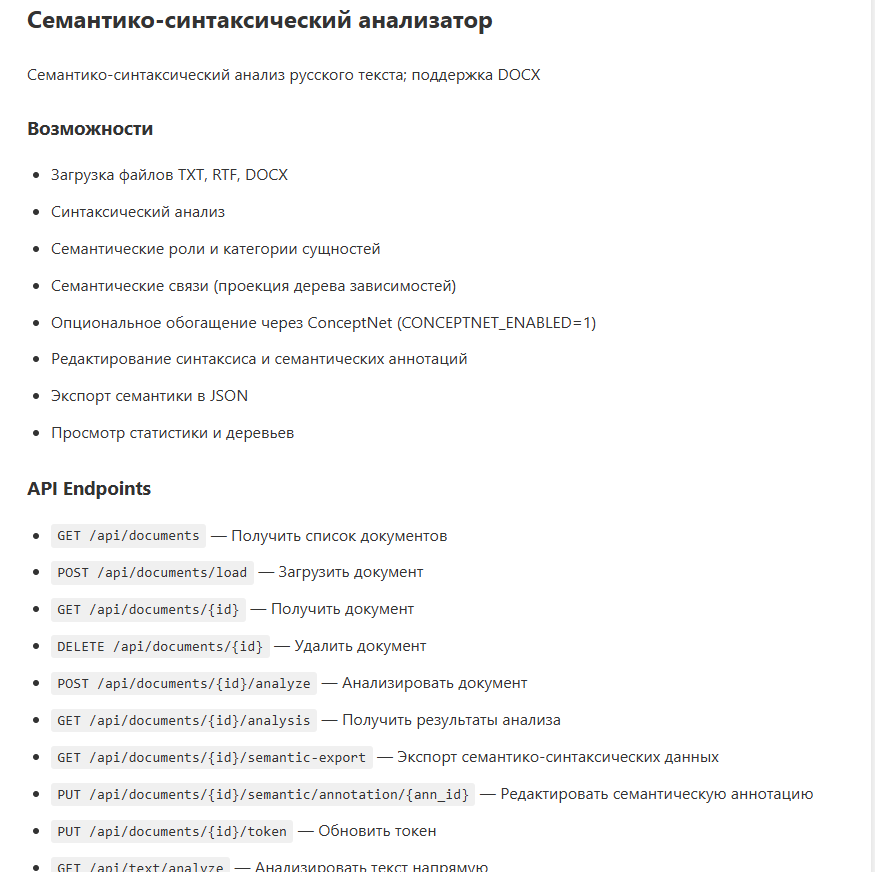 Семантико-синтаксический анализатор
Семантико-синтаксический анализ русского текста; поддержка DOCX
Возможности
Загрузка файлов TXT, RTF, DOCX
Синтаксический анализ
Семантические роли и категории сущностей
Семантические связи (проекция дерева зависимостей)
Опциональное обогащение через ConceptNet (CONCEPTNET_ENABLED=1)
Редактирование синтаксиса и семантических аннотаций
Экспорт семантики в JSON
Просмотр статистики и деревьев
API Endpoints
GET /api/documents — Получить список документов
POST /api/documents/load — Загрузить документ
GET /api/documents/{id} — Получить документ
DELETE /api/documents/{id} — Удалить документ
POST /api/documents/{id}/analyze — Анализировать документ
GET /api/documents/{id}/analysis — Получить результаты анализа
GET /api/documents/{id}/semantic-export — Экспорт семантико-синтаксических данных
PUT /api/documents/{id}/semantic/annotation/{ann_id} — Редактировать семантическую аннотацию
PUT /api/documents/{id}/token — Обновить токен
GET /api/text/analyze — Анализировать текст напрямую